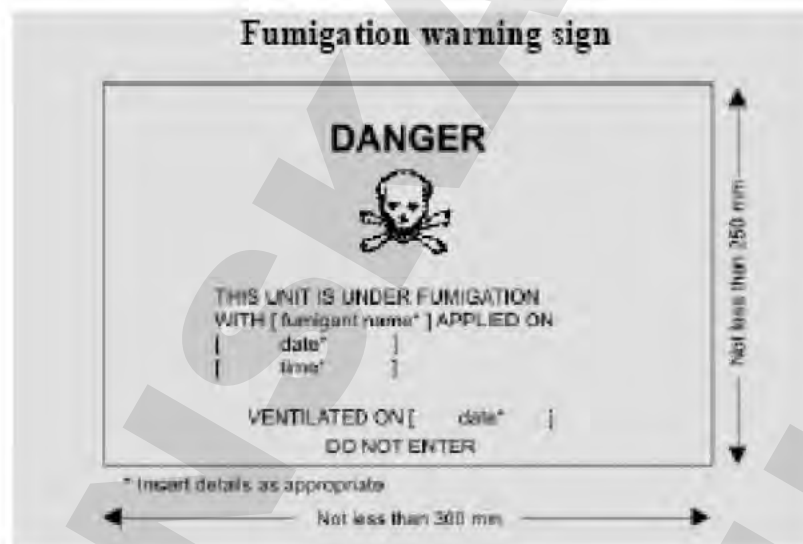 Fumigation warning sign
DANGER
THIS UNIT IS UNDER FUMIGATION
WITH [ fumigant name* ] APPLIED ON
[ date* ]
[ time* ]
VENTILATED ON [ date* ]
DO NOT ENTER
* Insert details as appropriate
Not less than 250 mm
Not less than 300 mm